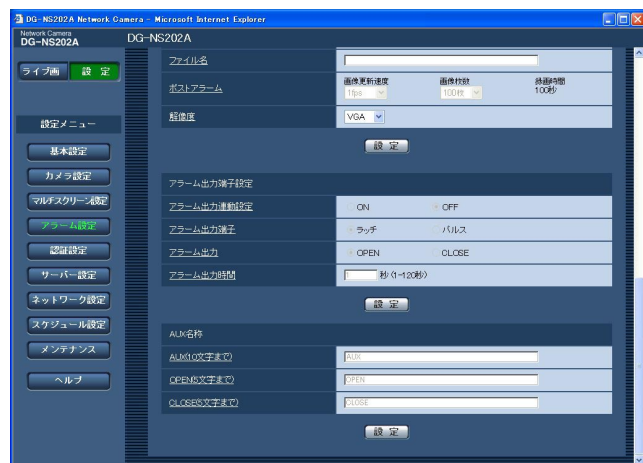 DG-NS202A Network Camera - Microsoft Internet Explorer
Network Camera
DG-NS202A
DG-NS202A
ライブ画
設 定
設定メニュー
基本設定
カメラ設定
マルチスクリーン設定
アラーム設定
認証設定
サーバー設定
ネットワーク設定
スケジュール設定
メンテナンス
ヘルプ
ファイル名
ポストアラーム
画像更新速度
画像枚数
録画時間
1fps
100枚
100秒
解像度
VGA
設 定
アラーム出力端子設定
アラーム出力連動設定
ON
OFF
アラーム出力端子
ラッチ
パルス
アラーム出力
OPEN
CLOSE
アラーム出力時間
秒 (1-120秒)
設 定
AUX名称
AUX(10文字まで)
AUX
OPEN(5文字まで)
OPEN
CLOSE(5文字まで)
CLOSE
設 定